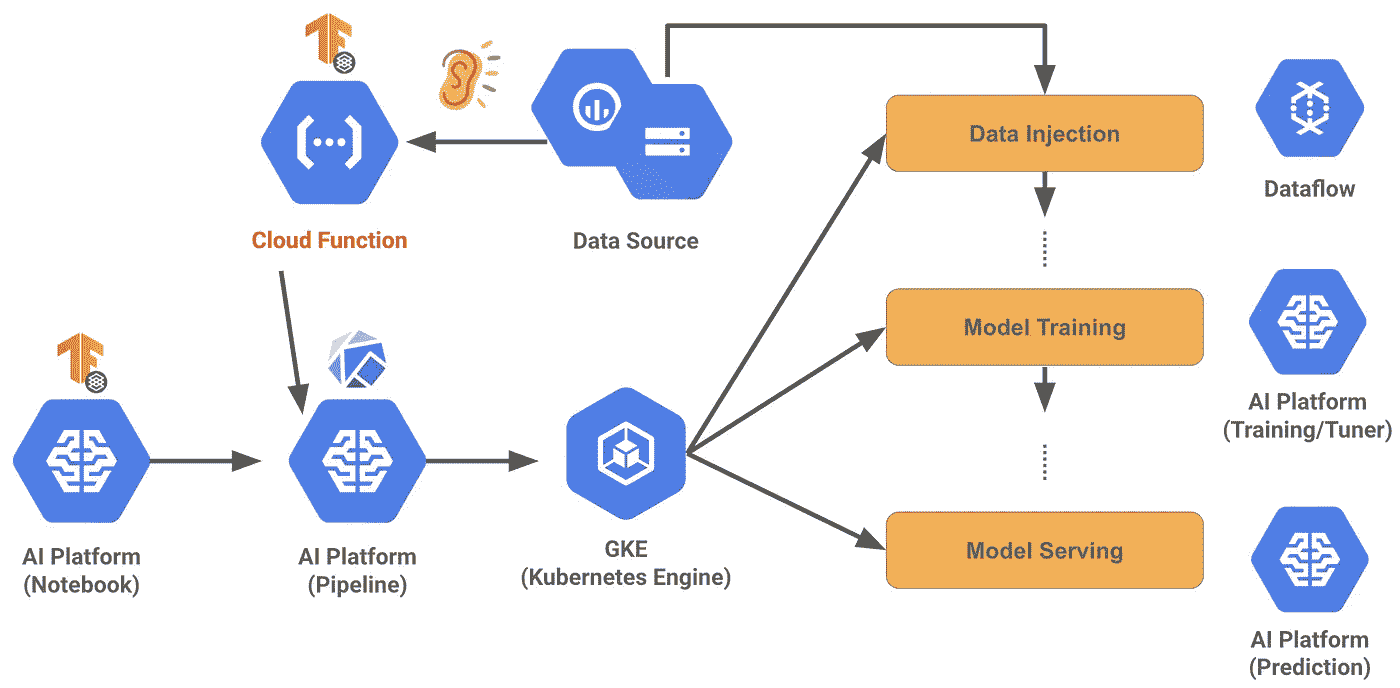 Data Injection
Dataflow
Cloud Function
Data Source
Model Training
AI Platform
(Training/Tuner)
AI Platform
(Notebook)
AI Platform
(Pipeline)
GKE
(Kubernetes Engine)
Model Serving
AI Platform
(Prediction)